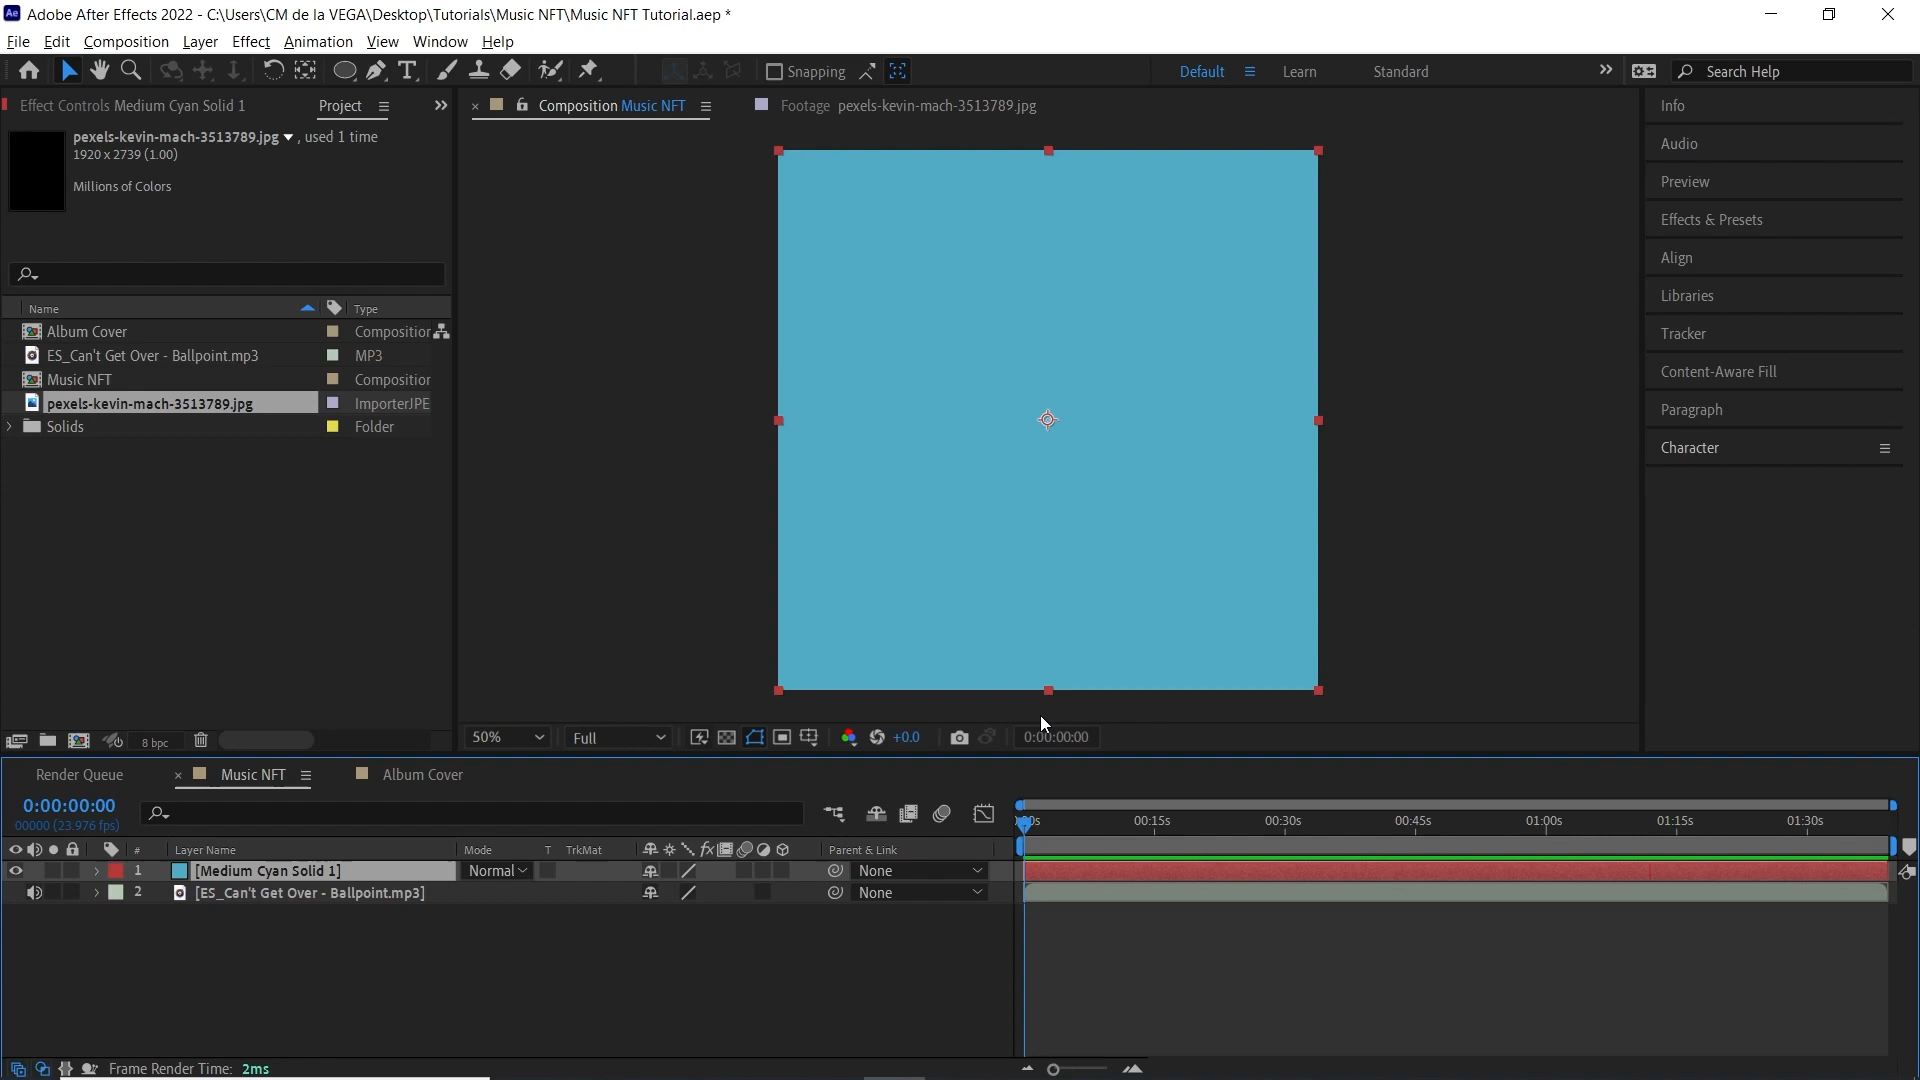 Adobe After Effects 2022 - C:\Users\CM de la VEGA\Desktop\Tutorials\Music NFT\Music NFT Tutorial.aep *
File Edit Composition Layer Effect Animation View Window Help
Snapping
Default Learn Standard Search Help
Effect Controls Medium Cyan Solid 1 Project
Composition Music NFT
Footage pexels-kevin-mach-3513789.jpg
pexels-kevin-mach-3513789.jpg , used 1 time
1920 x 2739 (1.00)
Millions of Colors
Name Type
Album Cover Composition
ES_Can't Get Over - Ballpoint.mp3 MP3
Music NFT Composition
pexels-kevin-mach-3513789.jpg ImporterJPE
Solids Folder
8 bpc
50% Full +0.0 0:00:00:00
Info
Audio
Preview
Effects & Presets
Align
Libraries
Tracker
Content-Aware Fill
Paragraph
Character
Render Queue Music NFT Album Cover
0:00:00:00
00000 (23.976 fps)
00:15s 00:30s 00:45s 01:00s 01:15s 01:30s
# Layer Name Mode T TrkMat fx Parent & Link
1 [Medium Cyan Solid 1] Normal None
2 [ES_Can't Get Over - Ballpoint.mp3] None
Frame Render Time: 2ms